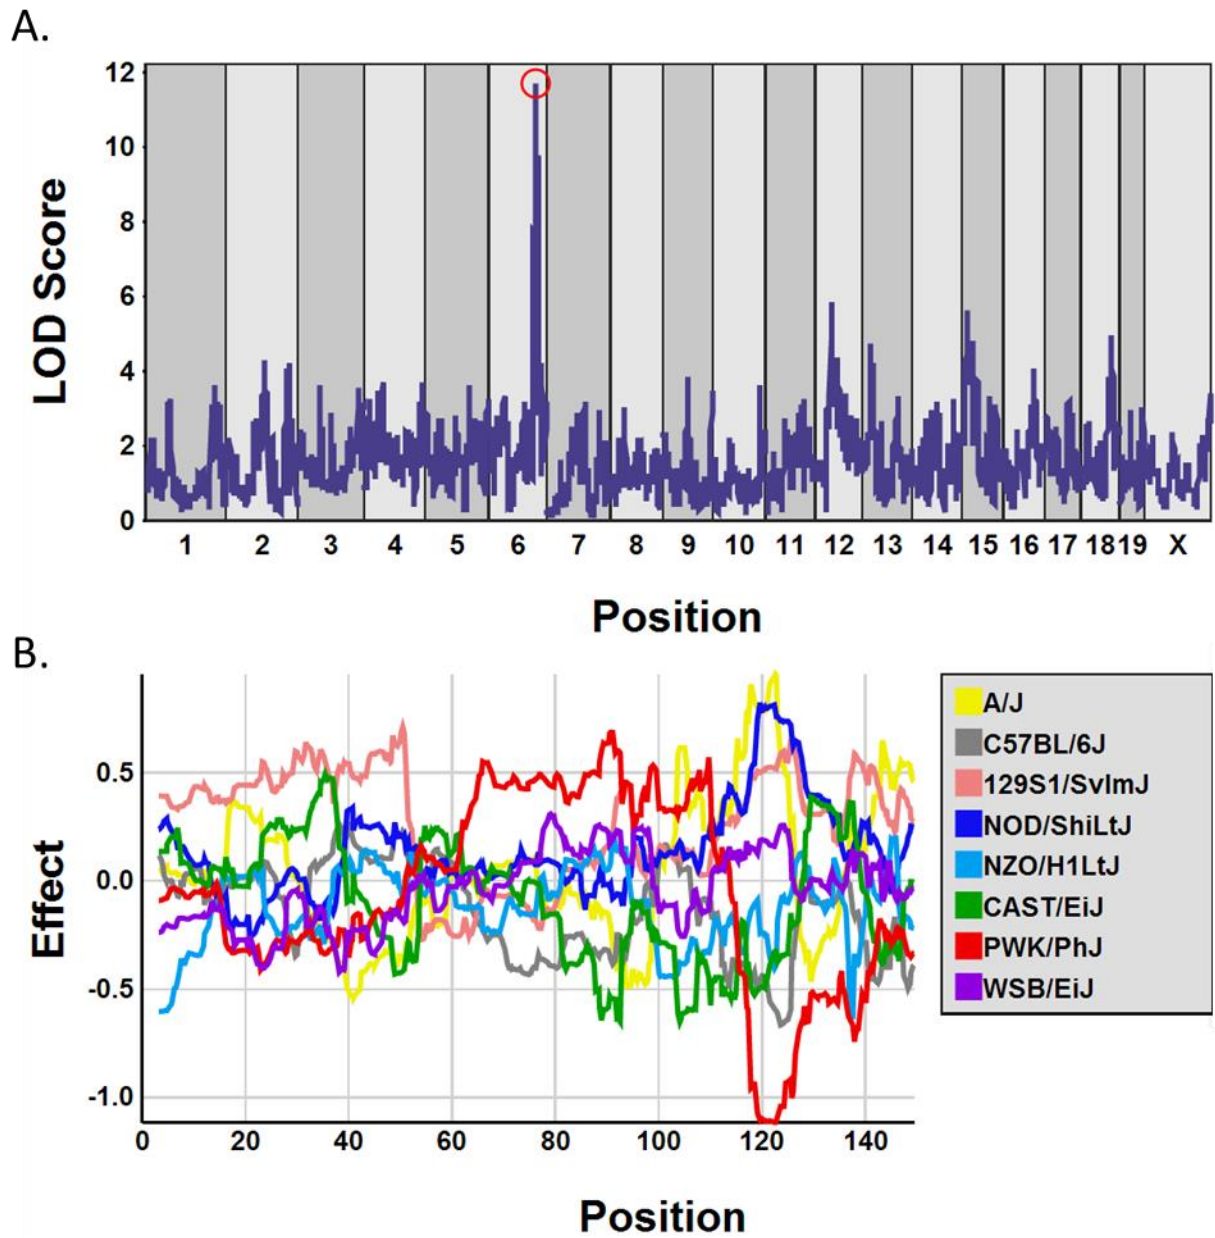 A.
12
10
8
6
4
2
0
LOD Score
1 2 3 4 5 6 7 8 9 10 11 12 13 14 15 16 17 18 19 X
Position
B.
0.5
0.0
-0.5
-1.0
Effect
0 20 40 60 80 100 120 140
Position
A/J
C57BL/6J
129S1/SvImJ
NOD/ShiLtJ
NZO/H1LtJ
CAST/EiJ
PWK/PhJ
WSB/EiJ